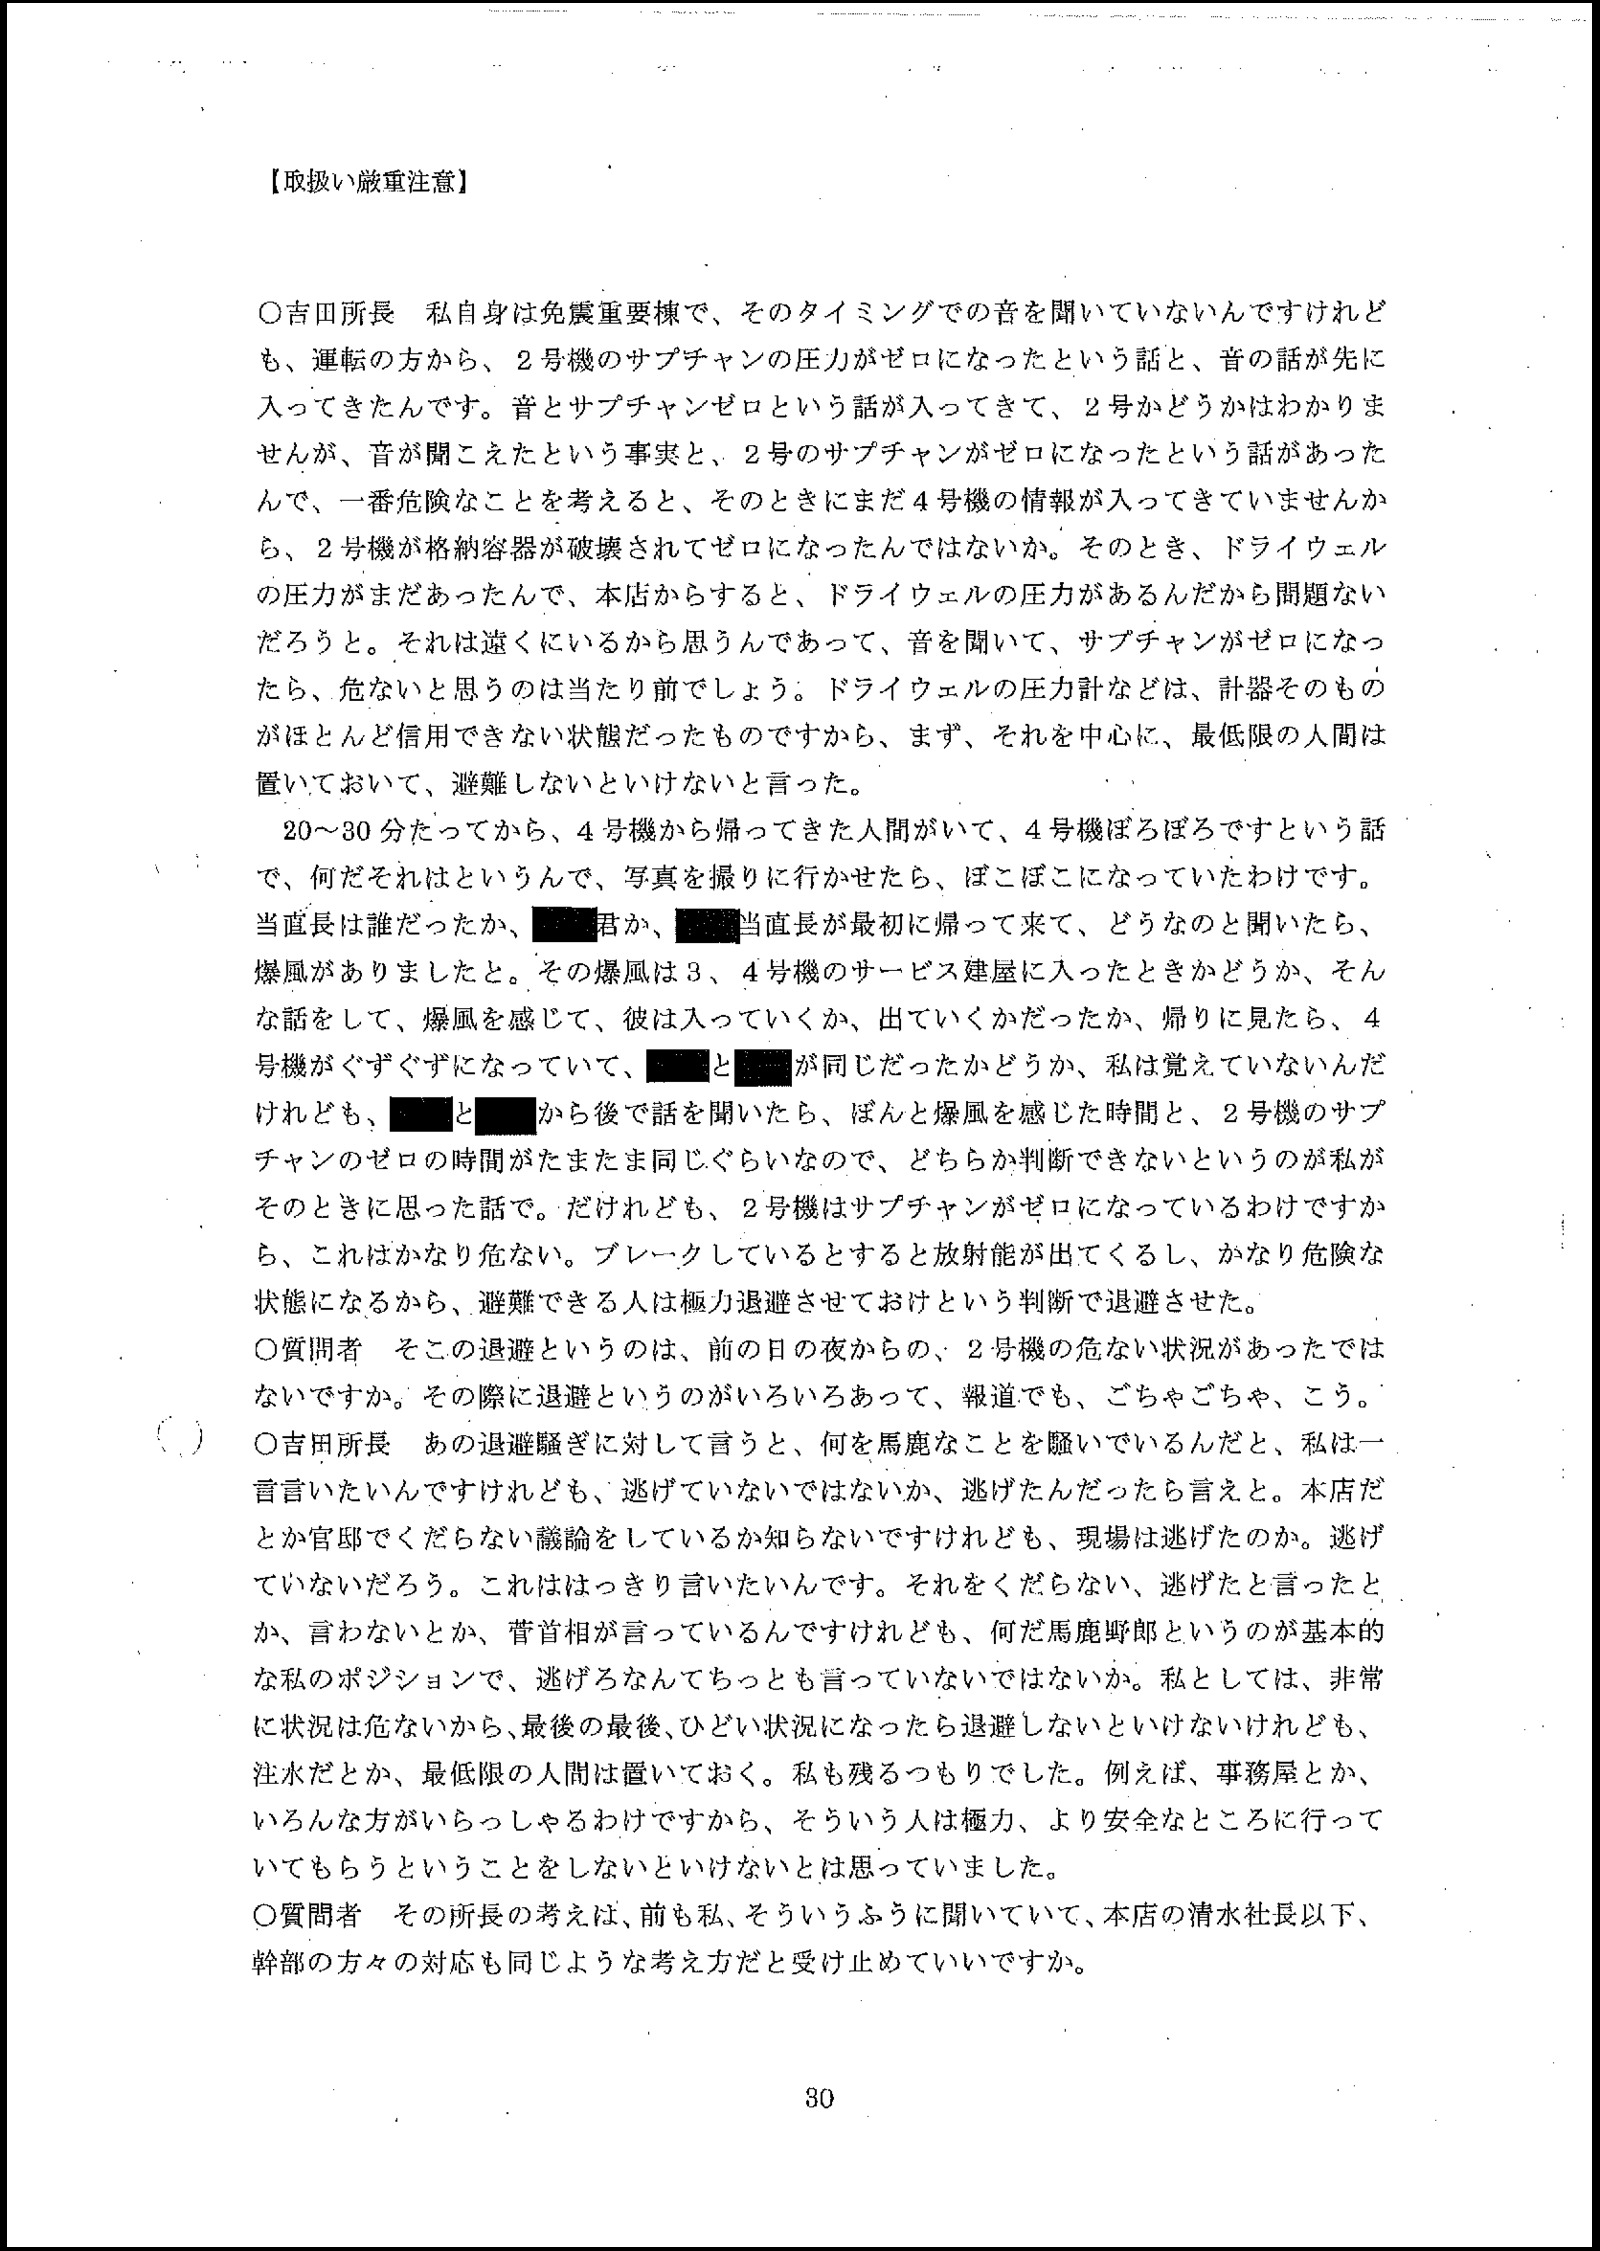 【取扱い厳重注意】
○吉田所長　私自身は免震重要棟で、そのタイミングでの音を聞いていないんですけれど
も、運転の方から、２号機のサプチャンの圧力がゼロになったという話と、音の話が先に
入ってきたんです。音とサプチャンゼロという話が入ってきて、２号かどうかはわかりま
せんが、音が聞こえたという事実と、２号のサプチャンがゼロになったという話があった
んで、一番危険なことを考えると、そのときにまだ４号機の情報が入ってきていませんか
ら、２号機が格納容器が破壊されてゼロになったんではないか。そのとき、ドライウェル
の圧力がまだあったんで、本店からすると、ドライウェルの圧力があるんだから問題ない
だろうと。それは遠くにいるから思うんであって、音を聞いて、サプチャンがゼロになっ
たら、危ないと思うのは当たり前でしょう。ドライウェルの圧力計などは、計器そのもの
がほとんど信用できない状態だったものですから、まず、それを中心に、最低限の人間は
置いておいて、避難しないといけないと言った。
　20～30 分たってから、４号機から帰ってきた人間がいて、４号機ぼろぼろですという話
で、何だそれはというんで、写真を撮りに行かせたら、ぼこぼこになっていたわけです。
当直長は誰だったか、君か、当直長が最初に帰って来て、どうなのと聞いたら、
爆風がありましたと。その爆風は３、４号機のサービス建屋に入ったときかどうか、そん
な話をして、爆風を感じて、彼は入っていくか、出ていくかだったか、帰りに見たら、４
号機がぐずぐずになっていて、とが同じだったかどうか、私は覚えていないんだ
けれども、とから後で話を聞いたら、ぼんと爆風を感じた時間と、２号機のサプ
チャンのゼロの時間がたまたま同じぐらいなので、どちらか判断できないというのが私が
そのときに思った話で。だけれども、２号機はサプチャンがゼロになっているわけですか
ら、これはかなり危ない。ブレークしているとすると放射能が出てくるし、かなり危険な
状態になるから、避難できる人は極力退避させておけという判断で退避させた。
○質問者　そこの退避というのは、前の日の夜からの、２号機の危ない状況があったでは
ないですか。その際に退避というのがいろいろあって、報道でも、ごちゃごちゃ、こう。
○吉田所長　あの退避騒ぎに対して言うと、何を馬鹿なことを騒いでいるんだと、私は一
言言いたいんですけれども、逃げていないではないか、逃げたんだったら言えと。本店だ
とか官邸でくだらない議論をしているか知らないですけれども、現場は逃げたのか。逃げ
ていないだろう。これははっきり言いたいんです。それをくだらない、逃げたと言ったと
か、言わないとか、菅首相が言っているんですけれども、何だ馬鹿野郎というのが基本的
な私のポジションで、逃げろなんてちっとも言っていないではないか。私としては、非常
に状況は危ないから、最後の最後、ひどい状況になったら退避しないといけないけれども、
注水だとか、最低限の人間は置いておく。私も残るつもりでした。例えば、事務屋とか、
いろんな方がいらっしゃるわけですから、そういう人は極力、より安全なところに行って
いてもらうということをしないといけないとは思っていました。
○質問者　その所長の考えは、前も私、そういうふうに聞いていて、本店の清水社長以下、
幹部の方々の対応も同じような考え方だと受け止めていいですか。
30